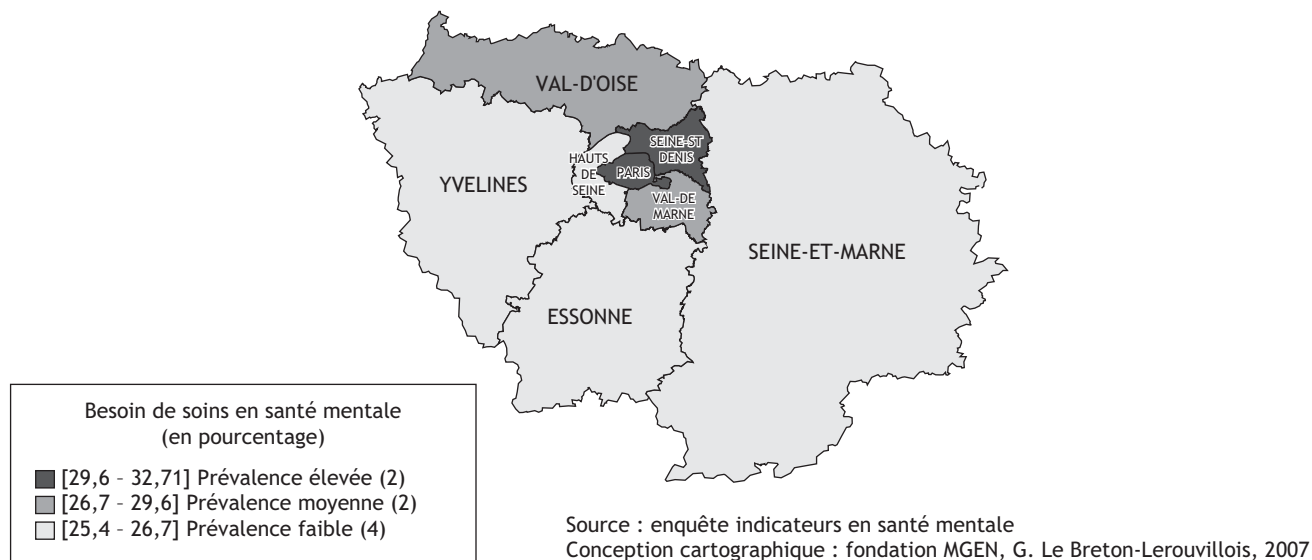 VAL-D'OISE
SEINE-ST
DENIS
HAUTS
DE
SEINE
PARIS
YVELINES
VAL-DE
MARNE
SEINE-ET-MARNE
ESSONNE
Besoin de soins en santé mentale
(en pourcentage)
[29,6 - 32,71] Prévalence élevée (2)
[26,7 - 29,6] Prévalence moyenne (2)
[25,4 - 26,7] Prévalence faible (4)
Source : enquête indicateurs en santé mentale
Conception cartographique : fondation MGEN, G. Le Breton-Lerouvillois, 2007